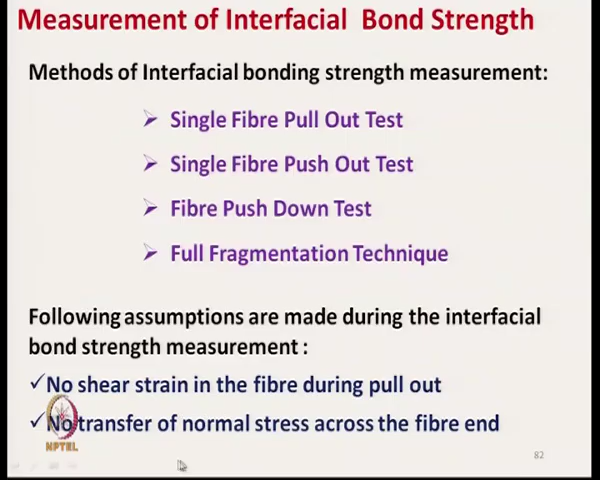 Measurement of Interfacial Bond Strength
Methods of Interfacial bonding strength measurement:
Single Fibre Pull Out Test
Single Fibre Push Out Test
Fibre Push Down Test
Full Fragmentation Technique
Following assumptions are made during the interfacial
bond strength measurement :
No shear strain in the fibre during pull out
No transfer of normal stress across the fibre end
NPTEL
82